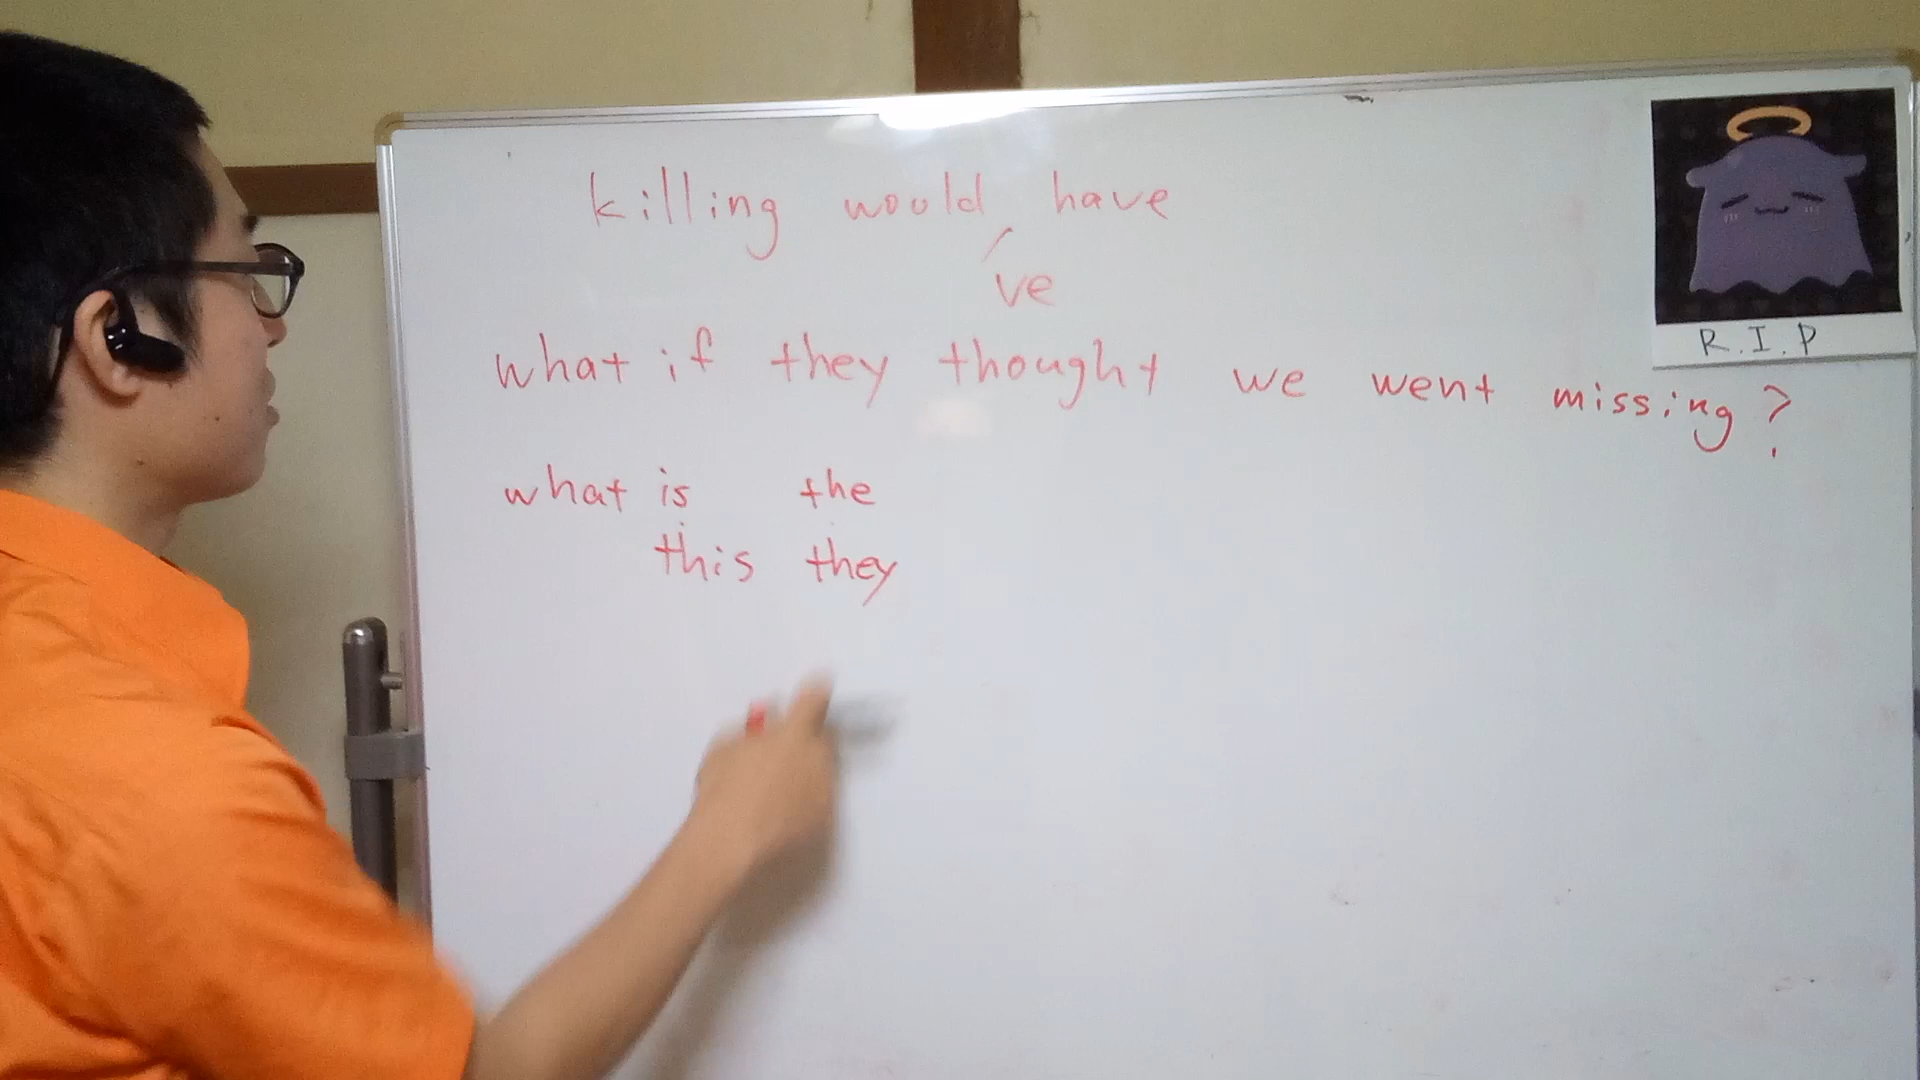 killing would have
've
what if they thought we went missing?
what is the
this they
R.I.P